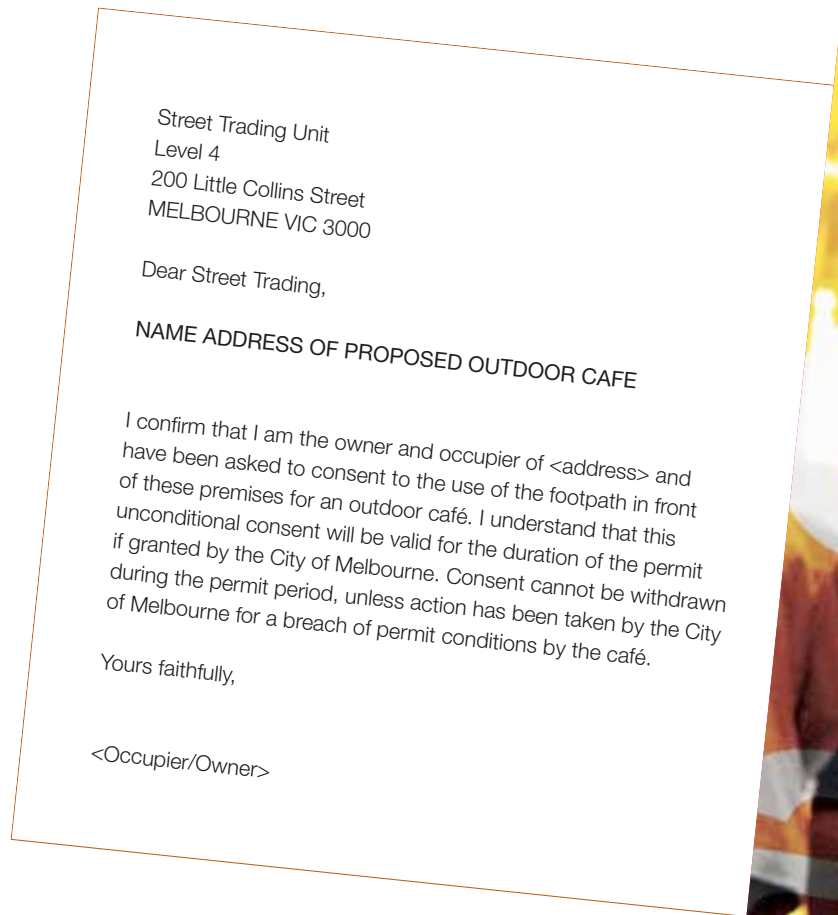 Street Trading Unit
Level 4
200 Little Collins Street
MELBOURNE VIC 3000
Dear Street Trading,
NAME ADDRESS OF PROPOSED OUTDOOR CAFE
I confirm that I am the owner and occupier of <address> and
have been asked to consent to the use of the footpath in front
of these premises for an outdoor café. I understand that this
unconditional consent will be valid for the duration of the permit
if granted by the City of Melbourne. Consent cannot be withdrawn
during the permit period, unless action has been taken by the City
of Melbourne for a breach of permit conditions by the café.
Yours faithfully,
<Occupier/Owner>